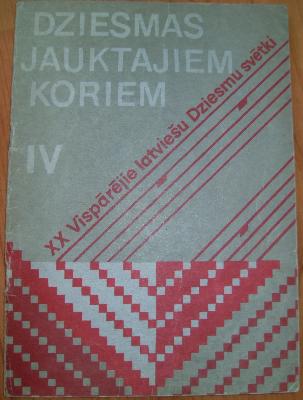 DZIESMAS
JAUKTAJIEM
KORIEM
IV
XX Vispārējie latviešu Dziesmu svētki